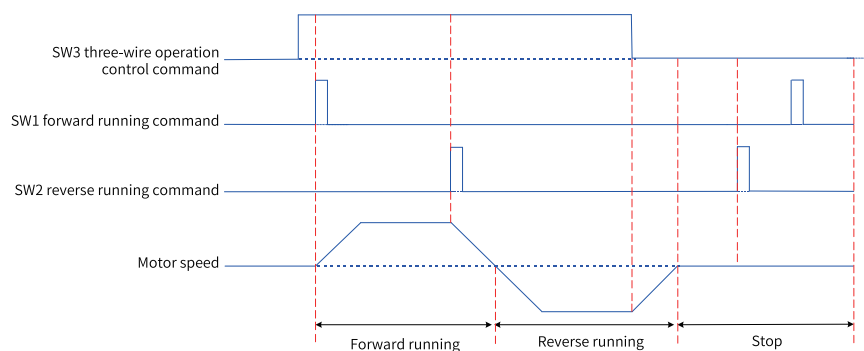 SW3 three-wire operation
control command
SW1 forward running command
SW2 reverse running command
Motor speed
Forward running
Reverse running
Stop